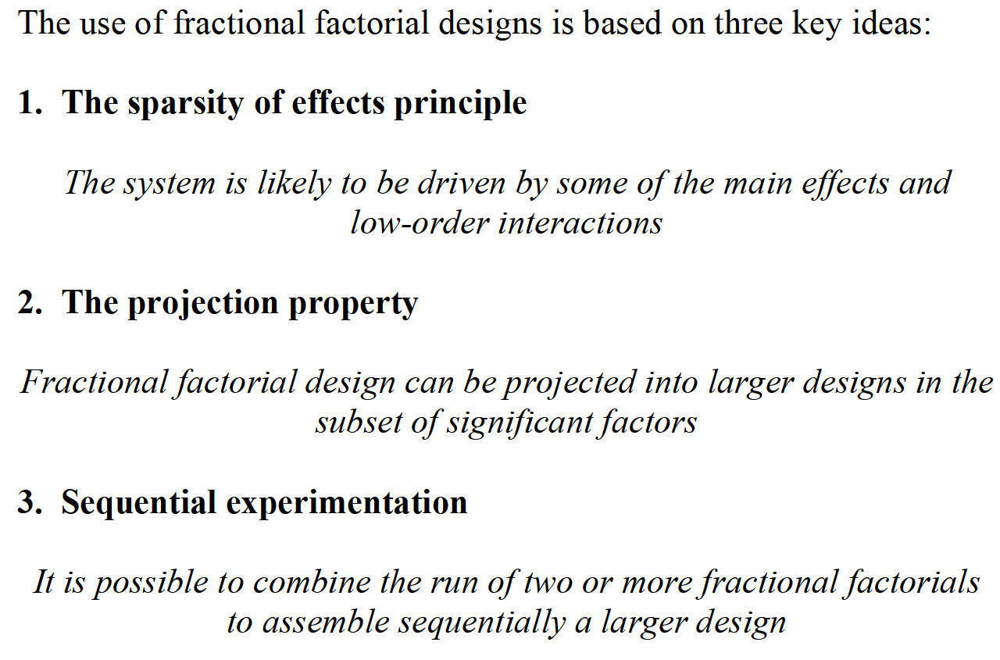 The use of fractional factorial designs is based on three key ideas:
1. The sparsity of effects principle
The system is likely to be driven by some of the main effects and
low-order interactions
2. The projection property
Fractional factorial design can be projected into larger designs in the
subset of significant factors
3. Sequential experimentation
It is possible to combine the run of two or more fractional factorials
to assemble sequentially a larger design